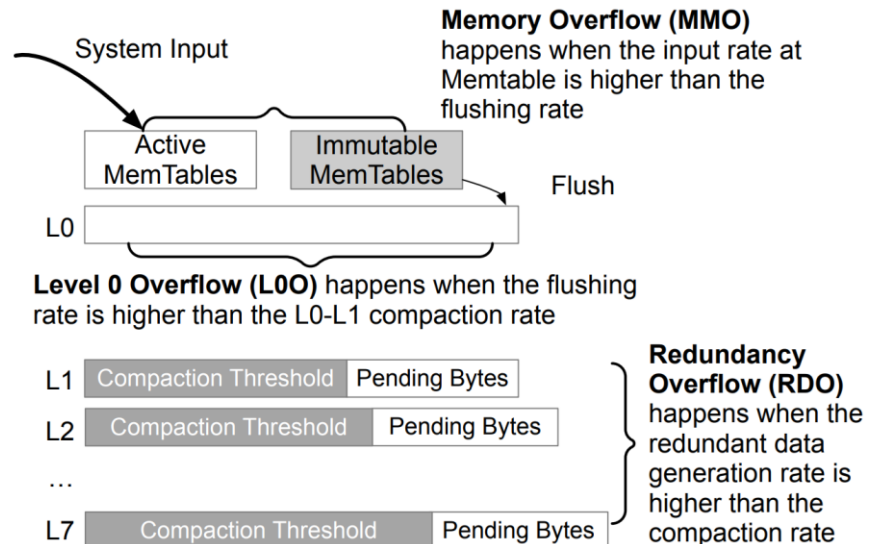 System Input
Memory Overflow (MMO)
happens when the input rate at
Memtable is higher than the
flushing rate
Active
MemTables
Immutable
MemTables
Flush
L0
Level 0 Overflow (L0O) happens when the flushing
rate is higher than the L0-L1 compaction rate
L1 Compaction Threshold Pending Bytes
L2 Compaction Threshold Pending Bytes
...
L7 Compaction Threshold Pending Bytes
Redundancy
Overflow (RDO)
happens when the
redundant data
generation rate is
higher than the
compaction rate